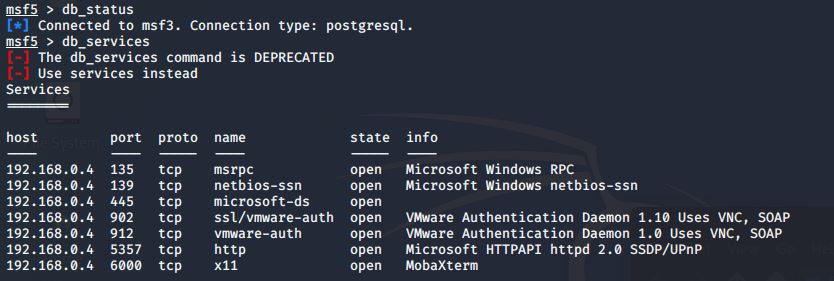 msf5 > db_status
[*] Connected to msf3. Connection type: postgresql.
msf5 > db_services
[-] The db_services command is DEPRECATED
[-] Use services instead
Services
========
host port proto name state info
---- ---- ----- ---- ----- ----
192.168.0.4 135 tcp msrpc open Microsoft Windows RPC
192.168.0.4 139 tcp netbios-ssn open Microsoft Windows netbios-ssn
192.168.0.4 445 tcp microsoft-ds open
192.168.0.4 902 tcp ssl/vmware-auth open VMware Authentication Daemon 1.10 Uses VNC, SOAP
192.168.0.4 912 tcp vmware-auth open VMware Authentication Daemon 1.0 Uses VNC, SOAP
192.168.0.4 5357 tcp http open Microsoft HTTPAPI httpd 2.0 SSDP/UPnP
192.168.0.4 6000 tcp x11 open MobaXterm